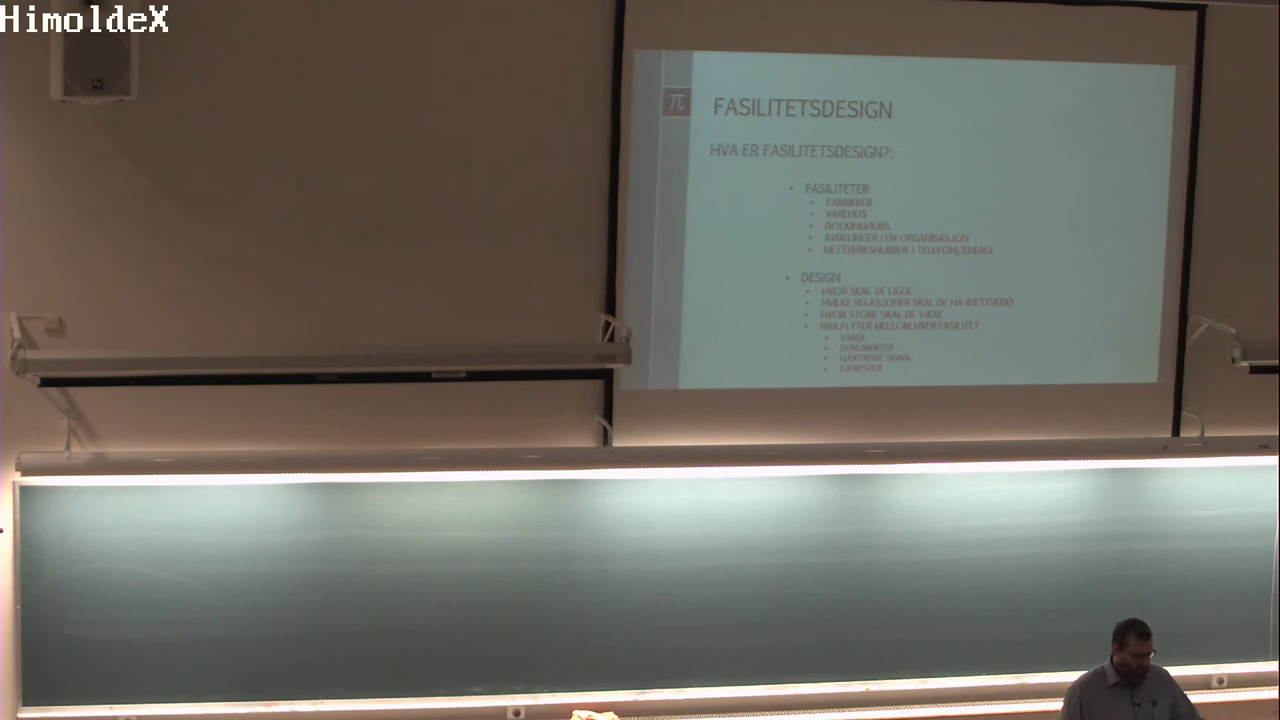 HimoldeX
π
FASILITETSDESIGN
HVA ER FASILITETSDESIGN?:
• FASILITETER
• FABRIKKER
• VAREHUS
• DOCKINGHUBS
• AVDELINGER I EN ORGANISASJON
• NETTVERKSHUBBER I TELEFONI/ENERGI
• DESIGN
• HVOR SKAL DE LIGGE
• HVILKE RELASJONER SKAL DE HA (NETTVERK)
• HVOR STORE SKAL DE VÆRE
• HVA FLYTER MELLOM HVER FASILITET
• VARER
• DOKUMENTER
• ELEKTRISKE SIGNAL
• TJENESTER